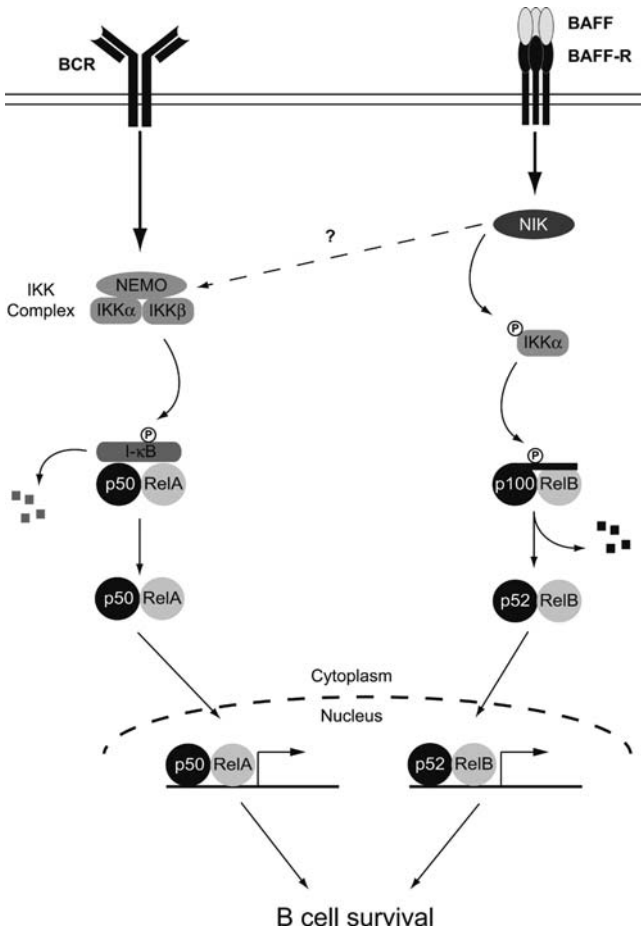 BAFF
BCR
BAFF-R
NIK
?
NEMO
IKK
Complex
IKKα IKKβ
P
IKKα
P
I-κB
P
p50 RelA
p100 RelB
p50 RelA
p52 RelB
Cytoplasm
Nucleus
p50 RelA
p52 RelB
B cell survival